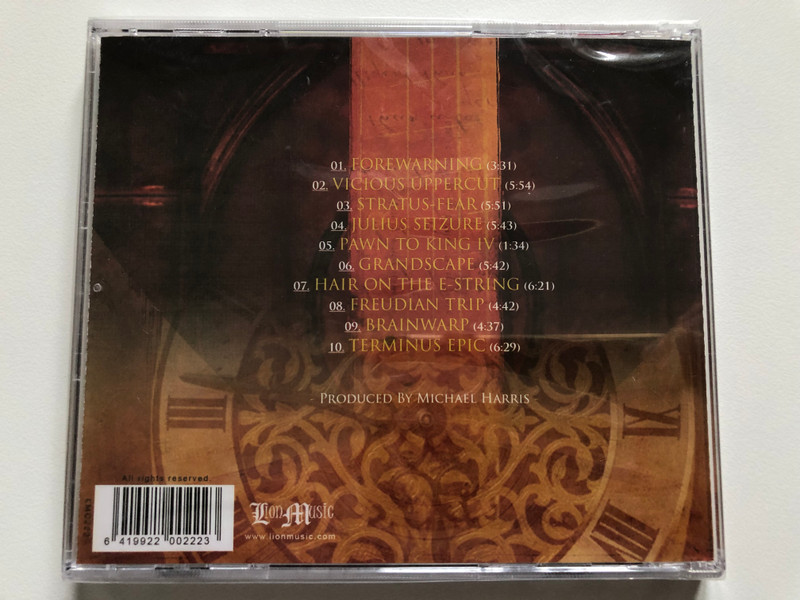 01. FOREWARNING (3:31)
02. VICIOUS UPPERCUT (5:54)
03. STRATUS-FEAR (5:51)
04. JULIUS SEIZURE (5:43)
05. PAWN TO KING IV (1:34)
06. GRANDSCAPE (5:42)
07. HAIR ON THE E-STRING (6:21)
08. FREUDIAN TRIP (4:42)
09. BRAINWARP (4:37)
10. TERMINUS EPIC (6:29)
- PRODUCED BY MICHAEL HARRIS -
III
XI
All rights reserved.
6 419922 002223
Lion Music
www.lionmusic.com